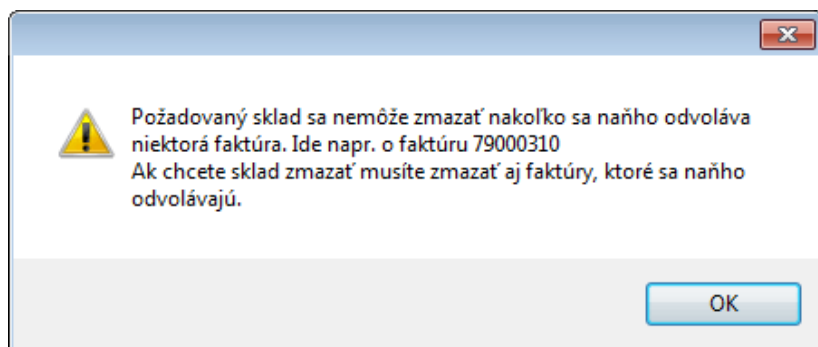 Požadovaný sklad sa nemôže zmazať nakoľko sa naňho odvoláva
niektorá faktúra. Ide napr. o faktúru 79000310
Ak chcete sklad zmazať musíte zmazať aj faktúry, ktoré sa naňho
odvolávajú.
OK